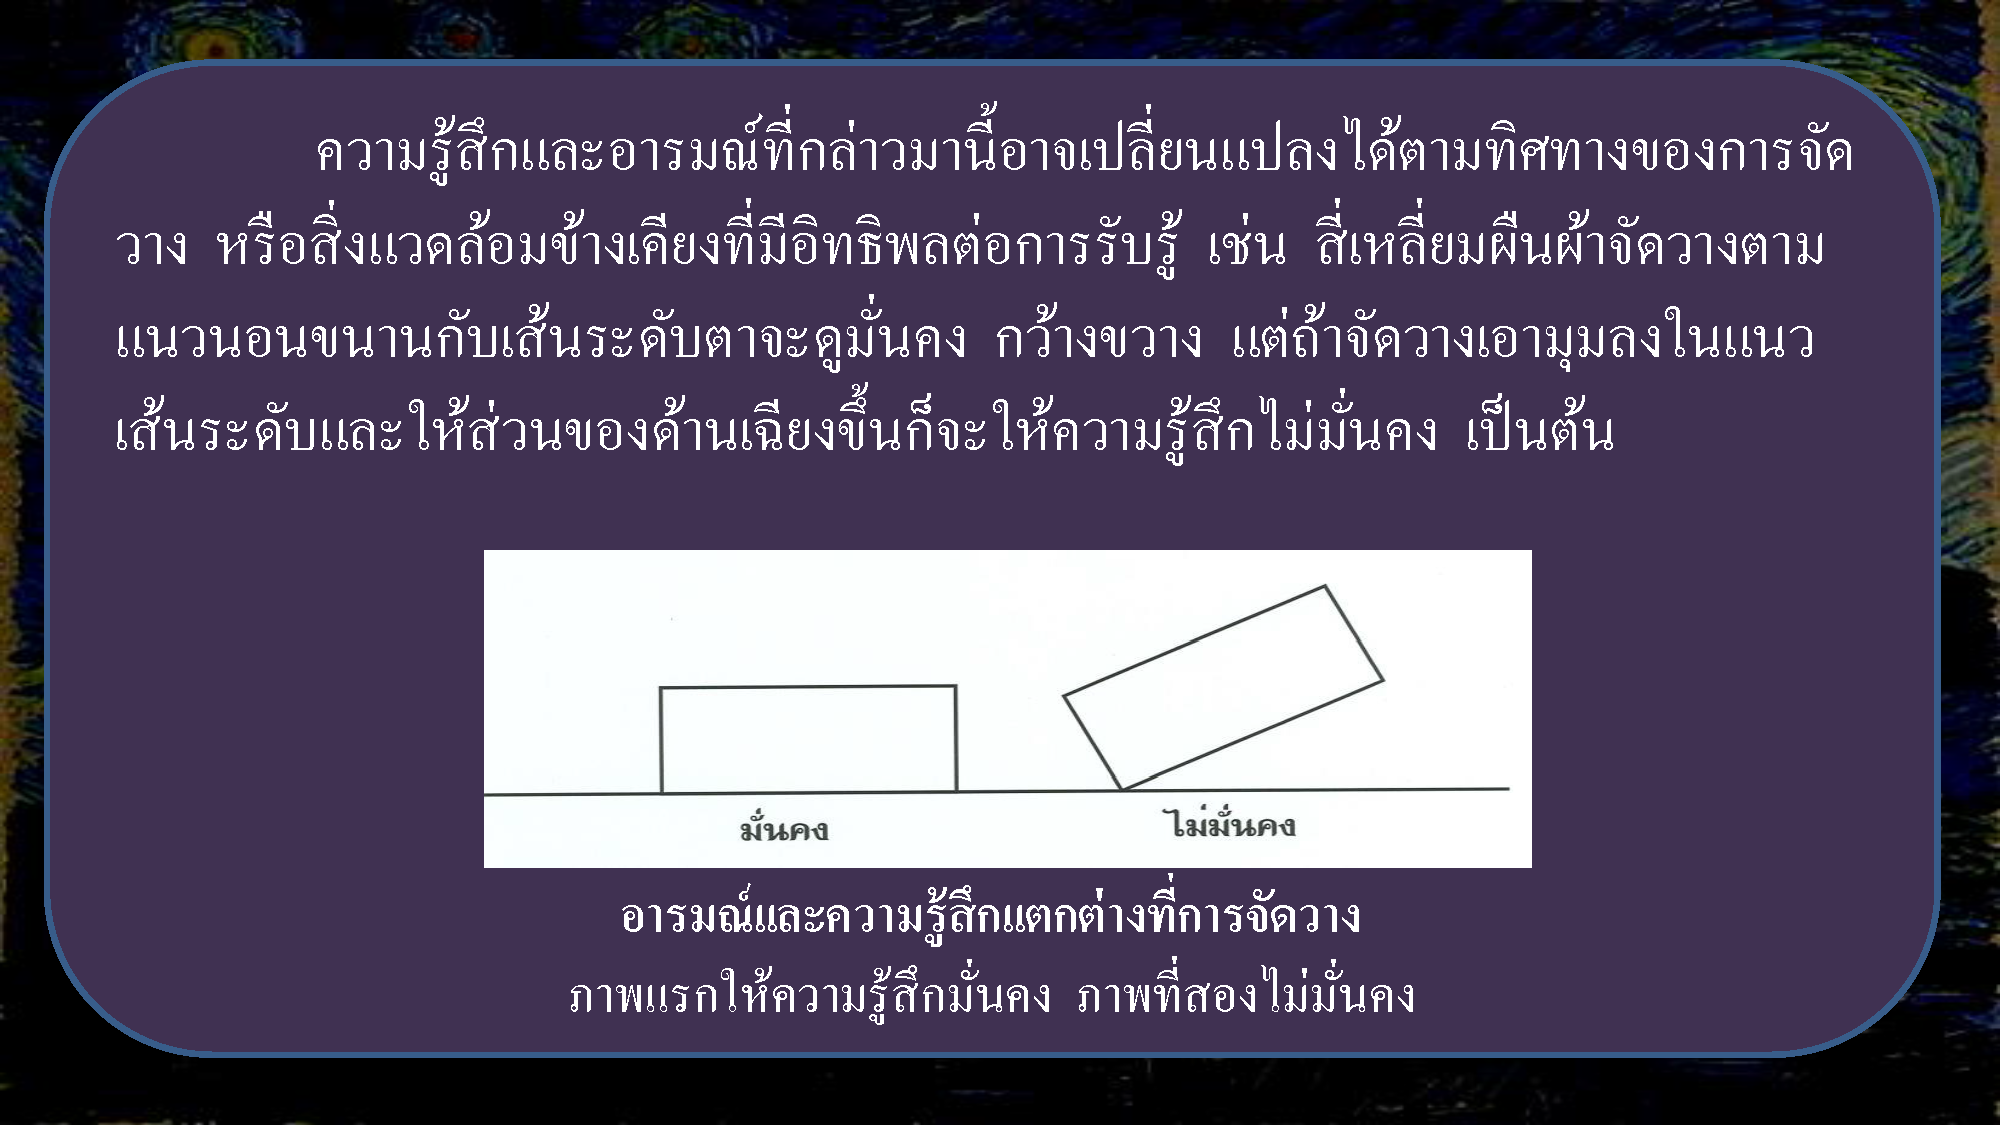 ความรู้สึกและอารมณ์ที่กล่าวมานี้อาจเปลี่ยนแปลงได้ตามทิศทางของการจัด
วาง หรือสิ่งแวดล้อมข้างเคียงที่มีอิทธิพลต่อการรับรู้ เช่น สี่เหลี่ยมผืนผ้าจัดวางตาม
แนวนอนขนานกับเส้นระดับตาจะดูมั่นคง กว้างขวาง แต่ถ้าจัดวางเอามุมลงในแนว
เส้นระดับและให้ส่วนของด้านเฉียงขึ้นก็จะให้ความรู้สึกไม่มั่นคง เป็นต้น
มั่นคง
ไม่มั่นคง
อารมณ์และความรู้สึกแตกต่างที่การจัดวาง
ภาพแรกให้ความรู้สึกมั่นคง ภาพที่สองไม่มั่นคง